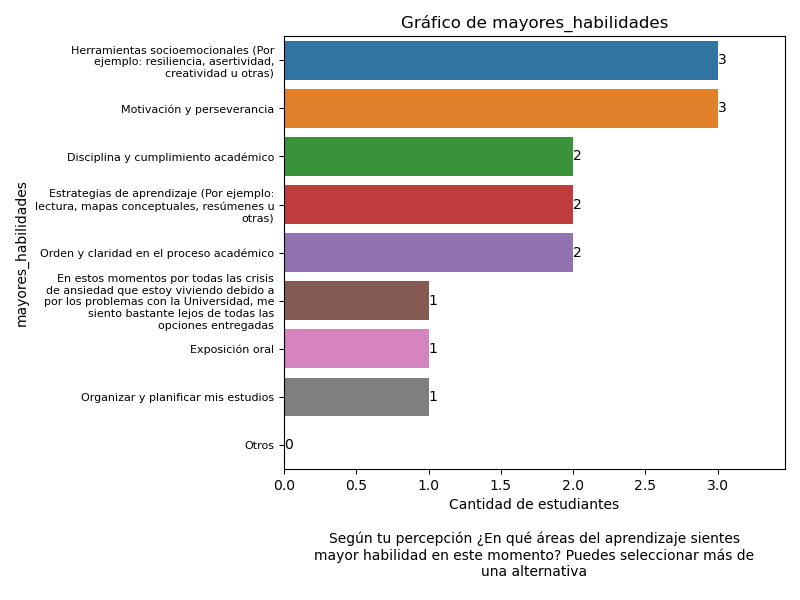 Gráfico de mayores_habilidades
mayores_habilidades
Herramientas socioemocionales (Por
ejemplo: resiliencia, asertividad,
creatividad u otras)
3
Motivación y perseverancia
3
Disciplina y cumplimiento académico
2
Estrategias de aprendizaje (Por ejemplo:
lectura, mapas conceptuales, resúmenes u
otras)
2
Orden y claridad en el proceso académico
2
En estos momentos por todas las crisis
de ansiedad que estoy viviendo debido a
por los problemas con la Universidad, me
siento bastante lejos de todas las
opciones entregadas
1
Exposición oral
1
Organizar y planificar mis estudios
1
Otros
0
0.0 0.5 1.0 1.5 2.0 2.5 3.0
Cantidad de estudiantes
Según tu percepción ¿En qué áreas del aprendizaje sientes
mayor habilidad en este momento? Puedes seleccionar más de
una alternativa